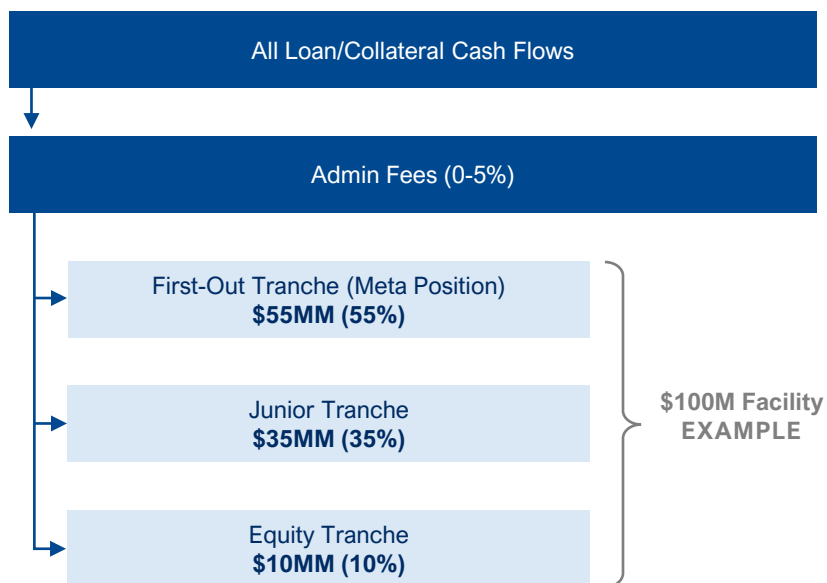 All Loan/Collateral Cash Flows
Admin Fees (0-5%)
First-Out Tranche (Meta Position)
$55MM (55%)
Junior Tranche
$35MM (35%)
Equity Tranche
$10MM (10%)
$100M Facility
EXAMPLE